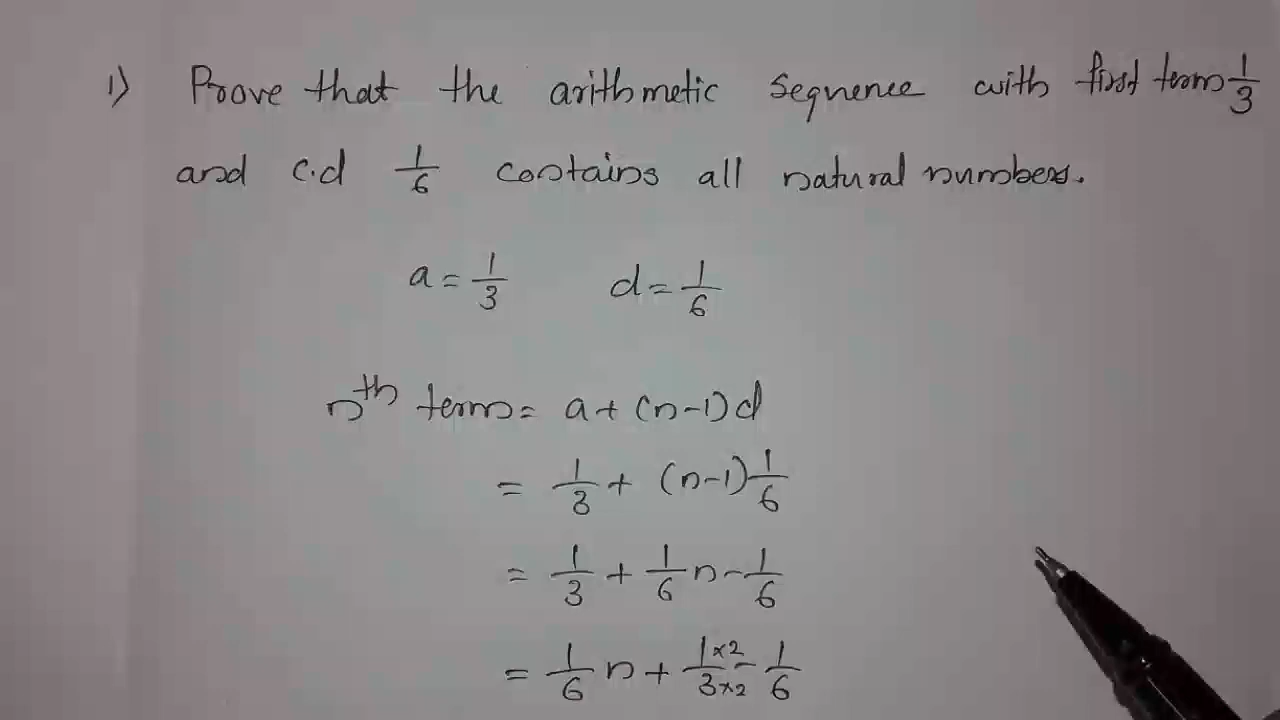 1) Prove that the arithmetic sequence with first term 1/3
and c.d 1/6 contains all natural numbers.
a = 1/3 d = 1/6
nth term = a + (n-1)d
= 1/3 + (n-1) 1/6
= 1/3 + 1/6 n - 1/6
= 1/6 n + 1×2/3×2 - 1/6